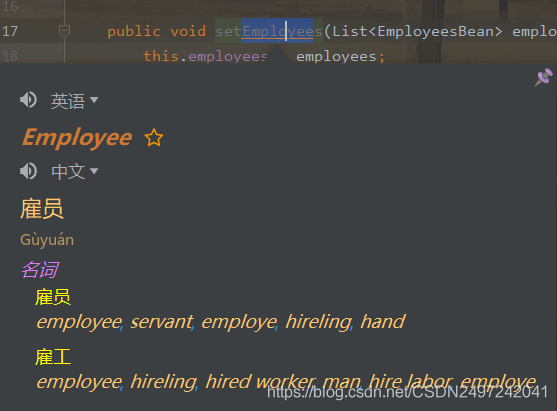 16
17 public void setEmployees(List<EmployeesBean> emplo
18 this.employees employees;
英语
Employee
中文
雇员
Gùyuán
名词
雇员
employee, servant, employe, hireling, hand
雇工
employee, hireling, hired worker, man, hire labor, employe
https://blog.csdn.net/CSDN2497242041